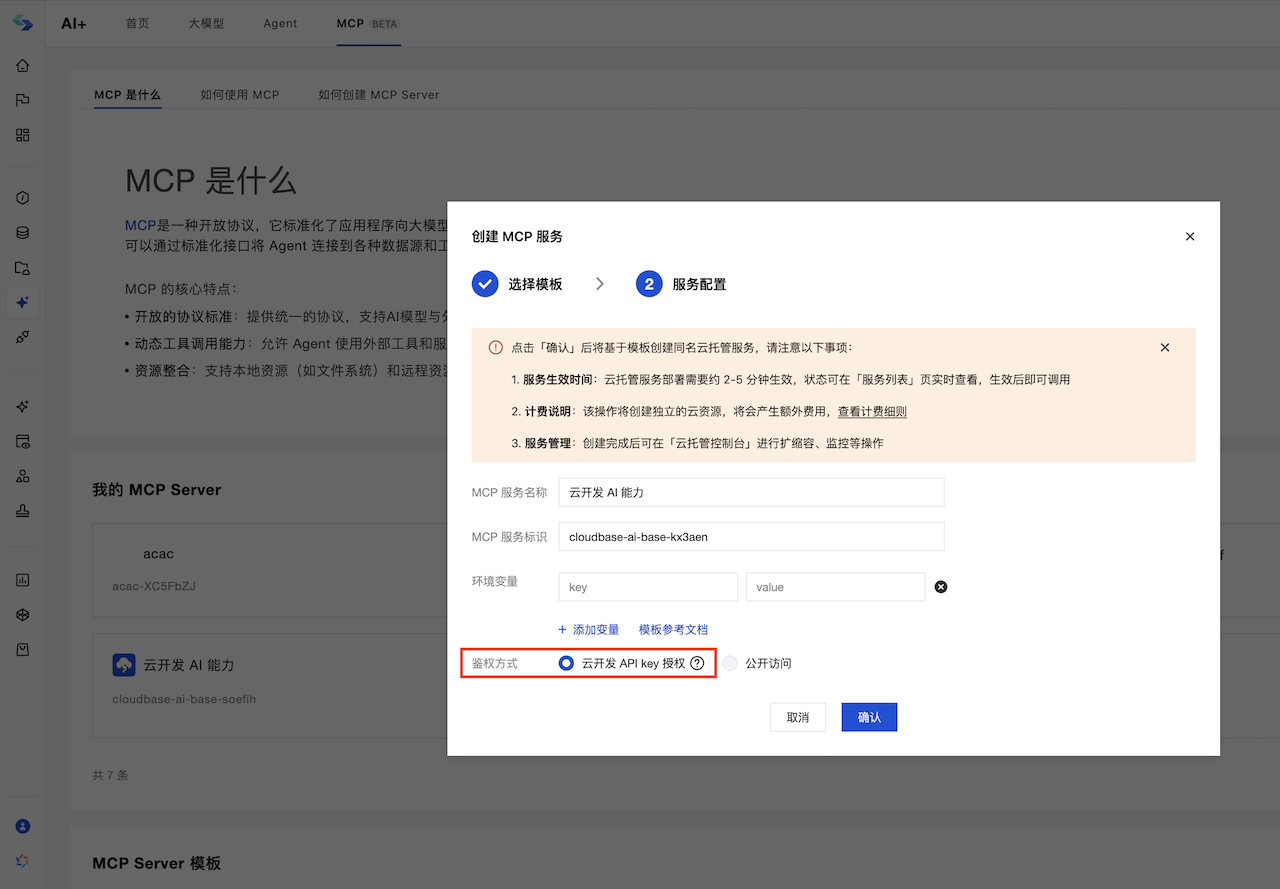 AI+
首页
大模型
Agent
MCP BETA
MCP 是什么
如何使用 MCP
如何创建 MCP Server
MCP 是什么
MCP是一种开放协议，它标准化了应用程序向大模型
可以通过标准化接口将 Agent 连接到各种数据源和工
MCP 的核心特点：
• 开放的协议标准：提供统一的协议，支持AI模型与外
• 动态工具调用能力：允许 Agent 使用外部工具和服
• 资源整合：支持本地资源（如文件系统）和远程资源
我的 MCP Server
acac
acac-XC5FbZJ
云开发 AI 能力
cloudbase-ai-base-soefih
共 7 条
MCP Server 模板
创建 MCP 服务
选择模板
2 服务配置
点击「确认」后将基于模板创建同名云托管服务，请注意以下事项：
1. 服务生效时间：云托管服务部署需要约 2-5 分钟生效，状态可在「服务列表」页实时查看，生效后即可调用
2. 计费说明：该操作将创建独立的云资源，将会产生额外费用，查看计费细则
3. 服务管理：创建完成后可在「云托管控制台」进行扩缩容、监控等操作
MCP 服务名称 云开发 AI 能力
MCP 服务标识 cloudbase-ai-base-kx3aen
环境变量 key value
+ 添加变量 模板参考文档
鉴权方式 云开发 API key 授权 公开访问
取消 确认